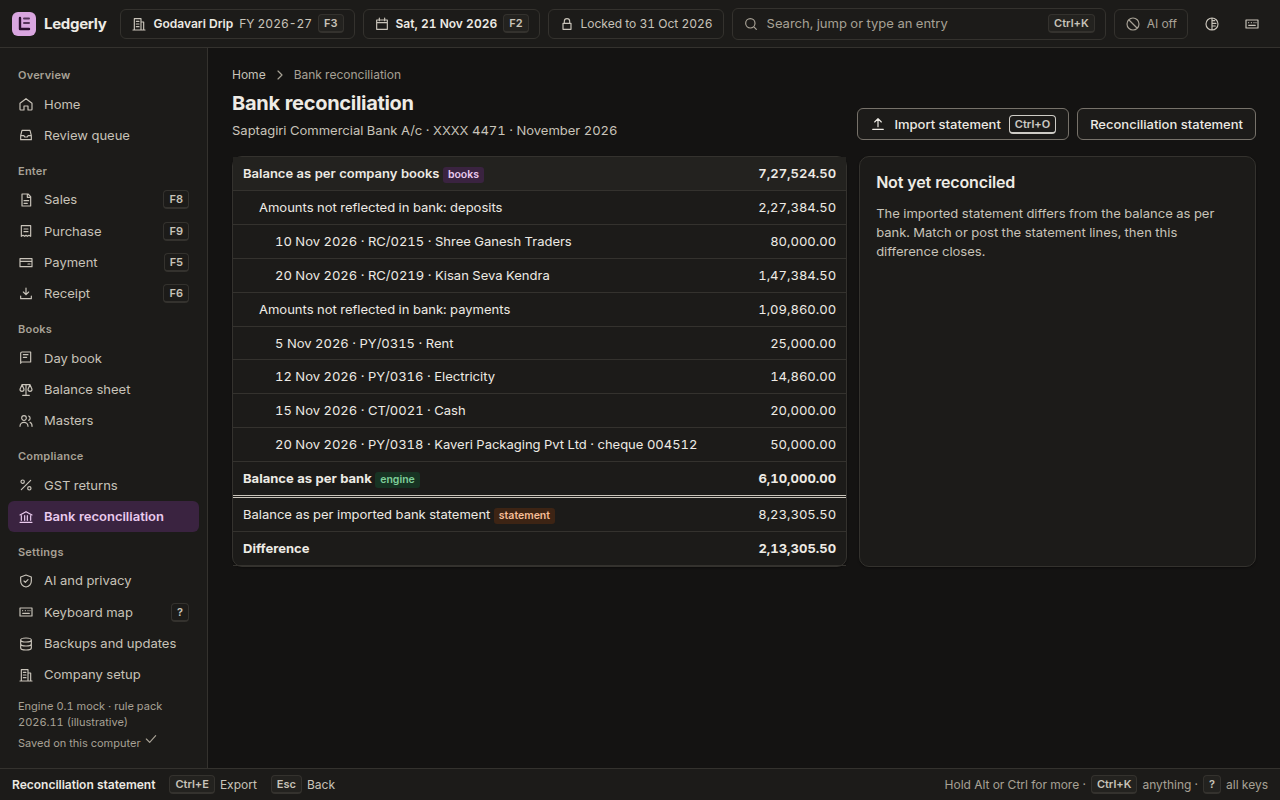 Ledgerly
Godavari Drip FY 2026-27 F3
Sat, 21 Nov 2026 F2
Locked to 31 Oct 2026
Search, jump or type an entry Ctrl+K
AI off
Overview
Home
Review queue
Enter
Sales F8
Purchase F9
Payment F5
Receipt F6
Books
Day book
Balance sheet
Masters
Compliance
GST returns
Bank reconciliation
Settings
AI and privacy
Keyboard map ?
Backups and updates
Company setup
Engine 0.1 mock · rule pack
2026.11 (illustrative)
Saved on this computer
Home > Bank reconciliation
Bank reconciliation
Saptagiri Commercial Bank A/c · XXXX 4471 · November 2026
Import statement Ctrl+O
Reconciliation statement
Balance as per company books books 7,27,524.50
Amounts not reflected in bank: deposits 2,27,384.50
10 Nov 2026 · RC/0215 · Shree Ganesh Traders 80,000.00
20 Nov 2026 · RC/0219 · Kisan Seva Kendra 1,47,384.50
Amounts not reflected in bank: payments 1,09,860.00
5 Nov 2026 · PY/0315 · Rent 25,000.00
12 Nov 2026 · PY/0316 · Electricity 14,860.00
15 Nov 2026 · CT/0021 · Cash 20,000.00
20 Nov 2026 · PY/0318 · Kaveri Packaging Pvt Ltd · cheque 004512 50,000.00
Balance as per bank engine 6,10,000.00
Balance as per imported bank statement statement 8,23,305.50
Difference 2,13,305.50
Not yet reconciled
The imported statement differs from the balance as per
bank. Match or post the statement lines, then this
difference closes.
Reconciliation statement Ctrl+E Export Esc Back
Hold Alt or Ctrl for more · Ctrl+K anything · ? all keys